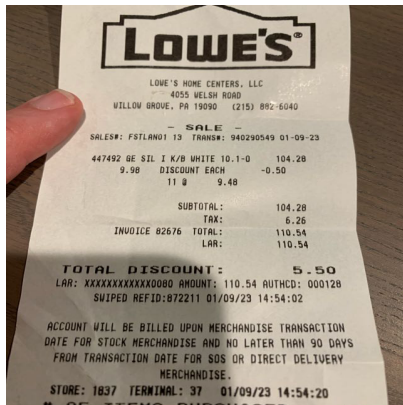 LOWE'S®
LOWE'S HOME CENTERS, LLC
4055 WELSH ROAD
WILLOW GROVE, PA 19090 (215) 882-6040
- SALE -
SALES#: FSTLAN01 13 TRANS#: 940290549 01-09-23
447492 GE SIL I K/B WHITE 10.1-O 104.28
9.98 DISCOUNT EACH -0.50
11 @ 9.48
SUBTOTAL: 104.28
TAX: 6.26
INVOICE 82676 TOTAL: 110.54
LAR: 110.54
TOTAL DISCOUNT: 5.50
LAR: XXXXXXXXXXXX0080 AMOUNT: 110.54 AUTHCD: 000128
SWIPED REFID:872211 01/09/23 14:54:02
ACCOUNT WILL BE BILLED UPON MERCHANDISE TRANSACTION
DATE FOR STOCK MERCHANDISE AND NO LATER THAN 90 DAYS
FROM TRANSACTION DATE FOR SOS OR DIRECT DELIVERY
MERCHANDISE.
STORE: 1837 TERMINAL: 37 01/09/23 14:54:20
# OF ITEMS PURCHASED